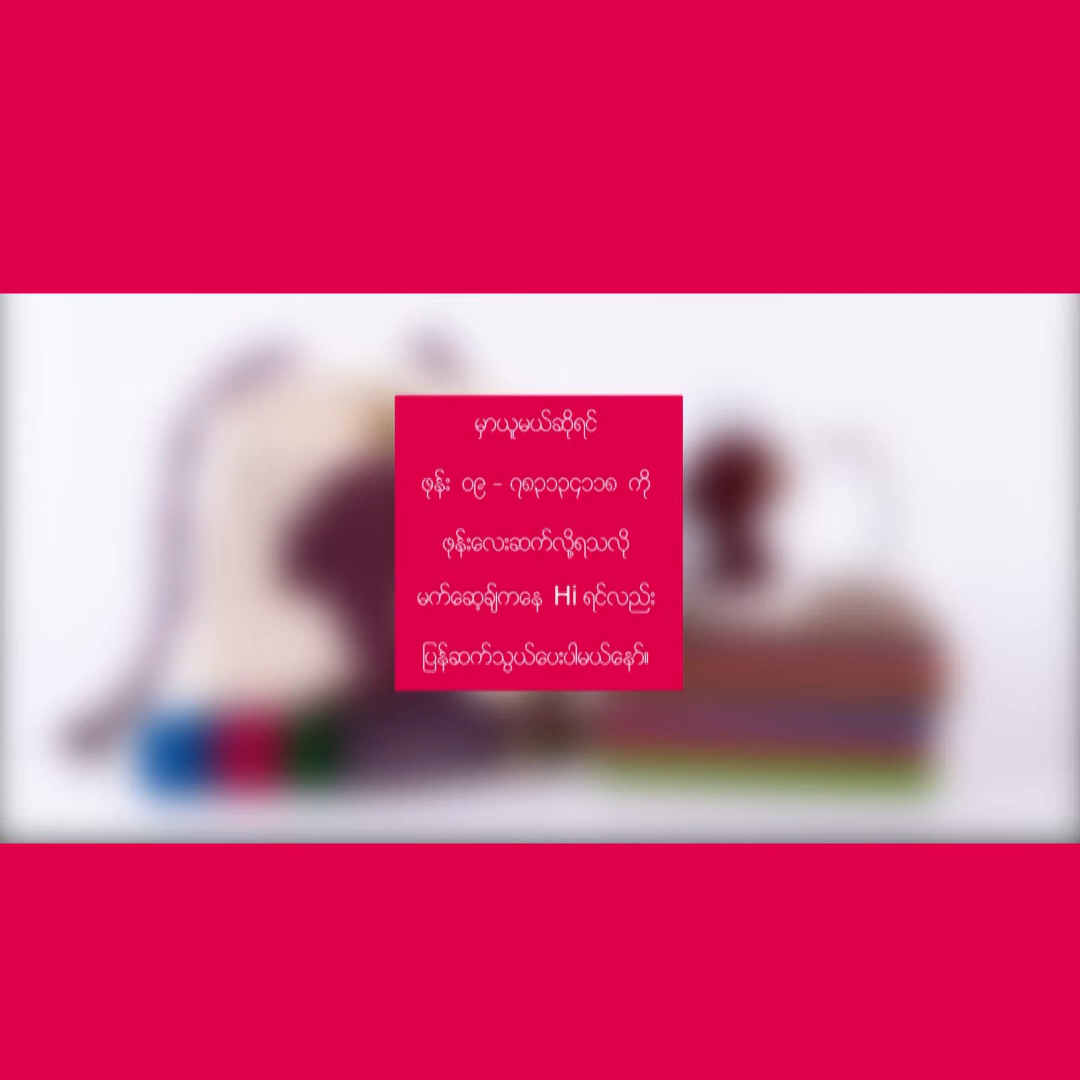 မှာယူမယ်ဆိုရင်
ဖုန်း ၀၉ - ၇၈၃၁၃၄၁၁၈ ကို
ဖုန်းလေးဆက်လို့ရသလို
မက်ဆေ့ချ်ကနေ Hi ရင်လည်း
ပြန်ဆက်သွယ်ပေးပါမယ်နော်။